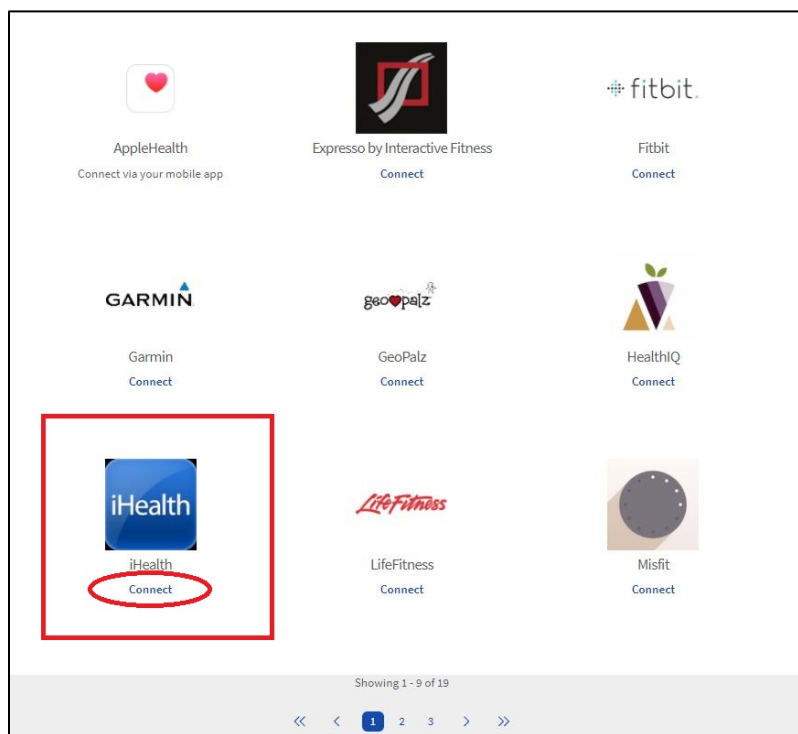 fitbit.
AppleHealth
Expresso by Interactive Fitness
Fitbit
Connect via your mobile app
Connect
Connect
GARMIN
geopalz
Garmin
GeoPalz
HealthIQ
Connect
Connect
Connect
iHealth
LifeFitness
iHealth
LifeFitness
Misfit
Connect
Connect
Connect
Showing 1 - 9 of 19
« < 1 2 3 > »